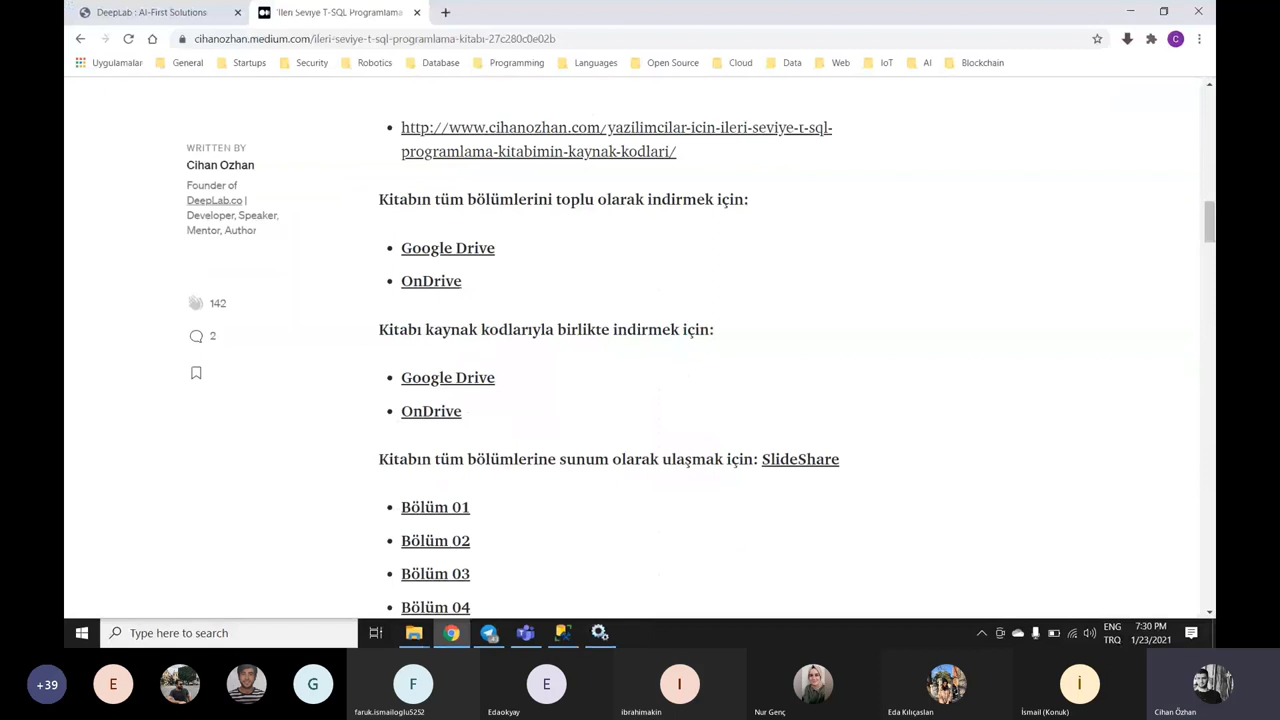 DeepLab : AI-First Solutions
"İleri Seviye T-SQL Programlama
cihanozhan.medium.com/ileri-seviye-t-sql-programlama-kitabı-27c280c0e02b
C
Uygulamalar
General
Startups
Security
Robotics
Database
Programming
Languages
Open Source
Cloud
Data
Web
IoT
AI
Blockchain
http://www.cihanozhan.com/yazilimcilar-icin-ileri-seviye-t-sql-
programlama-kitabimin-kaynak-kodlari/
WRITTEN BY
Cihan Ozhan
Founder of
DeepLab.co |
Developer, Speaker,
Mentor, Author
142
2
Kitabın tüm bölümlerini toplu olarak indirmek için:
Google Drive
OnDrive
Kitabı kaynak kodlarıyla birlikte indirmek için:
Google Drive
OnDrive
Kitabın tüm bölümlerine sunum olarak ulaşmak için: SlideShare
Bölüm 01
Bölüm 02
Bölüm 03
Bölüm 04
Type here to search
ENG
TRQ
7:30 PM
1/23/2021
+39
E
G
F
faruk.ismailoglu5252
E
Edaokyay
I
ibrahimakin
Nur Genç
Eda Kılıçaslan
İ
İsmail (Konuk)
Cihan Özhan